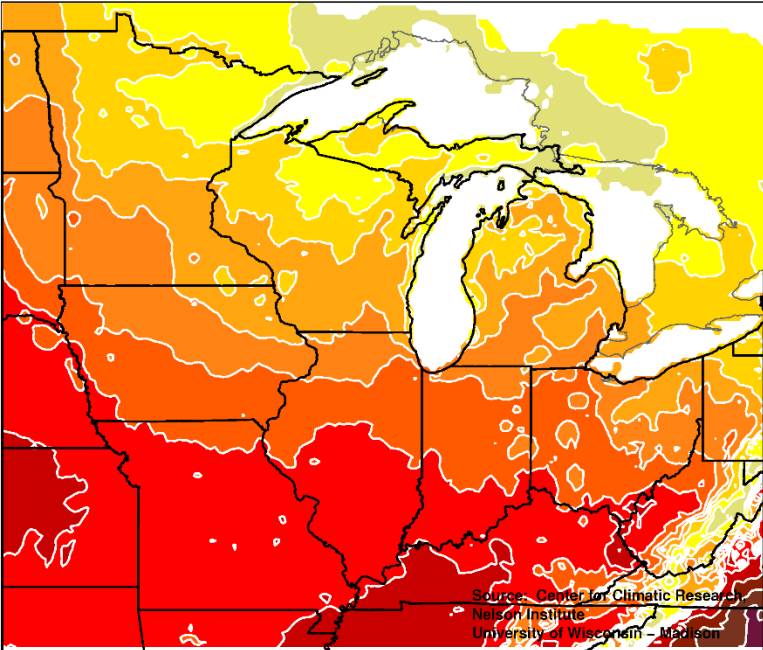 Source: Center for Climatic Research,
Nelson Institute
University of Wisconsin – Madison